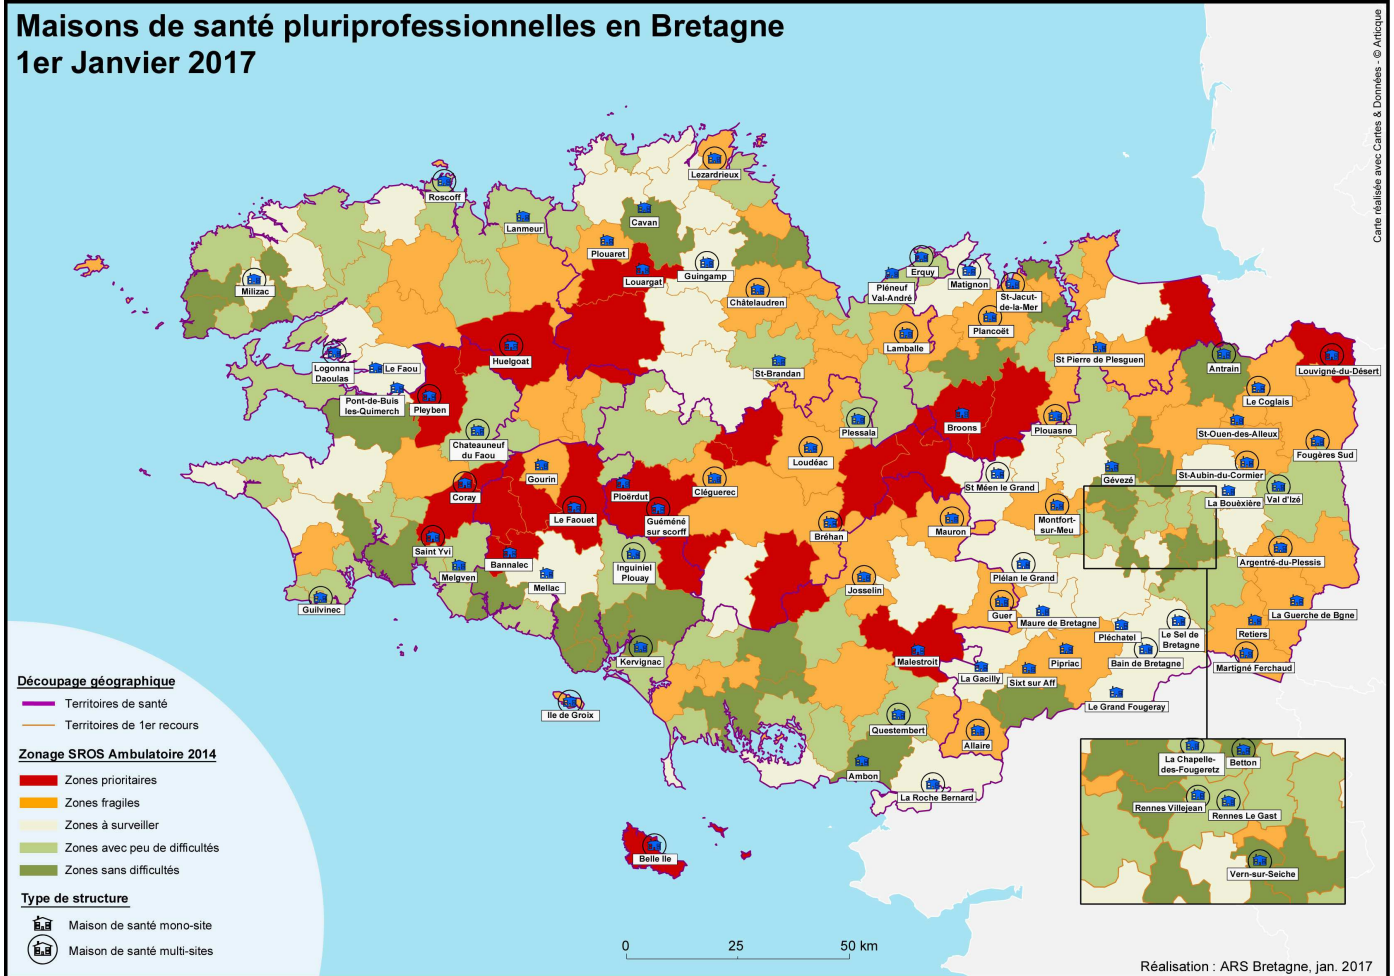 Maisons de santé pluriprofessionnelles en Bretagne
1er Janvier 2017
Carte réalisée avec Cartes & Données - © Articque
Lezardrieux
Roscoff
Lanmeur
Cavan
Plouaret
Louargat
Guingamp
Châtelaudren
Erquy
Pléneuf
Val-André
Matignon
St-Jacut-
de-la-Mer
Plancoët
Milizac
Lamballe
St Pierre de Plesguen
Antrain
Louvigné-du-Désert
Logonna
Daoulas
Le Faou
Huelgoat
St-Brandan
Pont-de-Buis
les-Quimerch
Pleyben
Le Coglais
Chateauneuf
du Faou
Plessala
Broons
Plouasne
St-Ouen-des-Alleux
Fougères Sud
Loudéac
Gourin
Coray
Ploërdut
Cléguerec
St Méen le Grand
Gévezé
St-Aubin-du-Cormier
La Bouëxière
Val d'Izé
Le Faouet
Guéméné
sur scorff
Bréhan
Mauron
Montfort-
sur-Meu
Saint Yvi
Bannalec
Melgven
Mellac
Inguiniel
Plouay
Josselin
Plélan le Grand
Argentré-du-Plessis
Guilvinec
Guer
Maure de Bretagne
La Guerche de Bgne
Pléchatel
Le Sel de
Bretagne
Retiers
Kervignac
Malestroit
La Gacilly
Pipriac
Sixt sur Aff
Bain de Bretagne
Martigné Ferchaud
Ile de Groix
Le Grand Fougeray
Questembert
Allaire
Ambon
La Roche Bernard
Belle Ile
La Chapelle-
des-Fougeretz
Betton
Rennes Villejean
Rennes Le Gast
Vern-sur-Seiche
Découpage géographique
Territoires de santé
Territoires de 1er recours
Zonage SROS Ambulatoire 2014
Zones prioritaires
Zones fragiles
Zones à surveiller
Zones avec peu de difficultés
Zones sans difficultés
Type de structure
Maison de santé mono-site
Maison de santé multi-sites
0 25 50 km
Réalisation : ARS Bretagne, jan. 2017